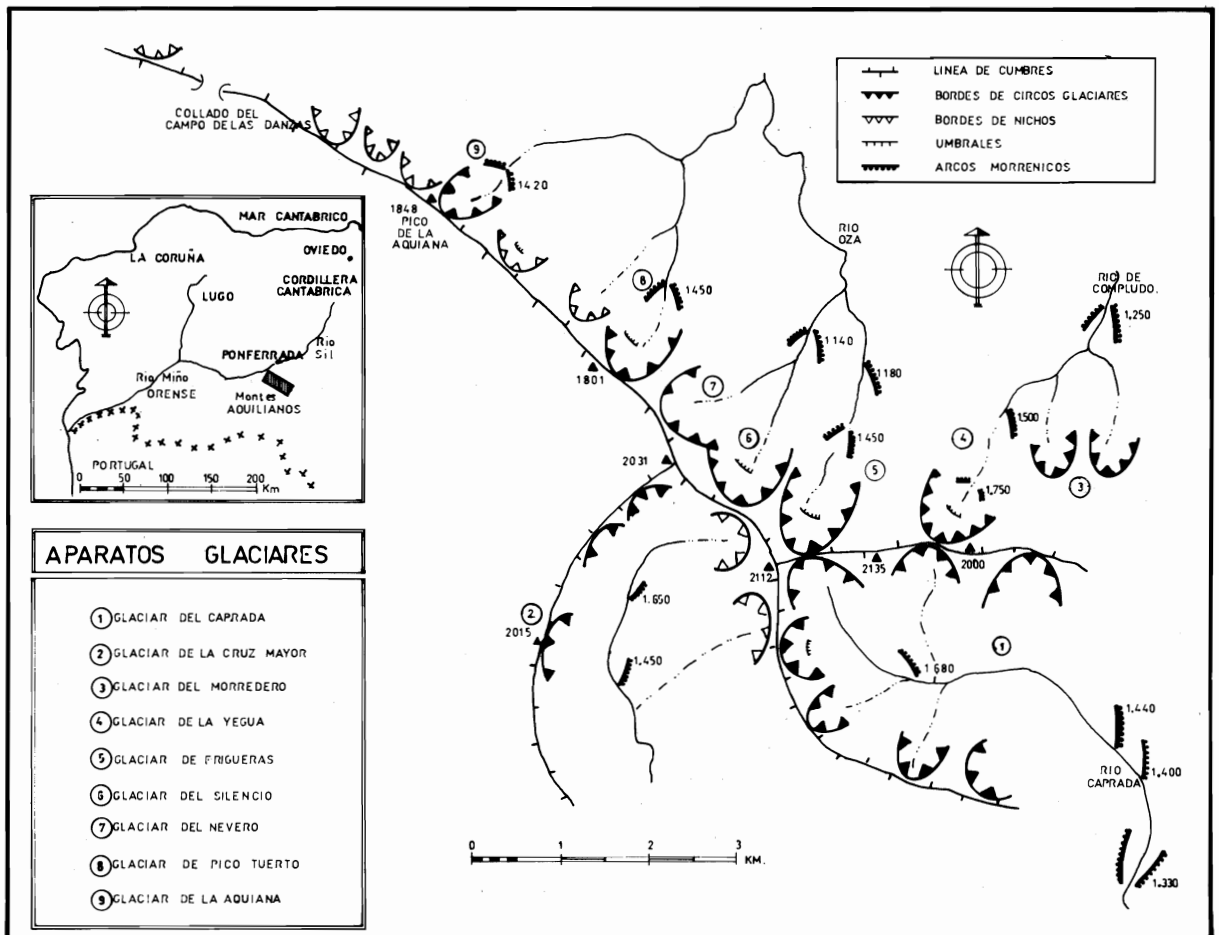 COLLADO DEL
CAMPO DE LAS DANZAS
LINEA DE CUMBRES
BORDES DE CIRCOS GLACIARES
BORDES DE NICHOS
UMBRALES
ARCOS MORRENICOS
9
1420
1848
PICO
DE LA
AQUIANA
RIO
OZA
MAR CANTABRICO
LA CORUÑA
OVIEDO
CORDILLERA
CANTABRICA
LUGO
PONFERRADA
Rio
Sil
Rio Miño
ORENSE
Montes
AQUILIANOS
PORTUGAL
0 50 100 150 200
Km
8
1450
RIO DE
COMPLUDO.
1,250
1140
1180
1801
7
6
1450
5
4
1,500
3
1,750
2031
2112
2135
2000
2
2015
1.650
1.450
1
1680
1,440
1,400
RIO
CAPRADA
1.330
0 1 2 3
KM.
APARATOS GLACIARES
1 GLACIAR DEL CAPRADA
2 GLACIAR DE LA CRUZ MAYOR
3 GLACIAR DEL MORREDERO
4 GLACIAR DE LA YEGUA
5 GLACIAR DE FRIGUERAS
6 GLACIAR DEL SILENCIO
7 GLACIAR DEL NEVERO
8 GLACIAR DE PICO TUERTO
9 GLACIAR DE LA AQUIANA